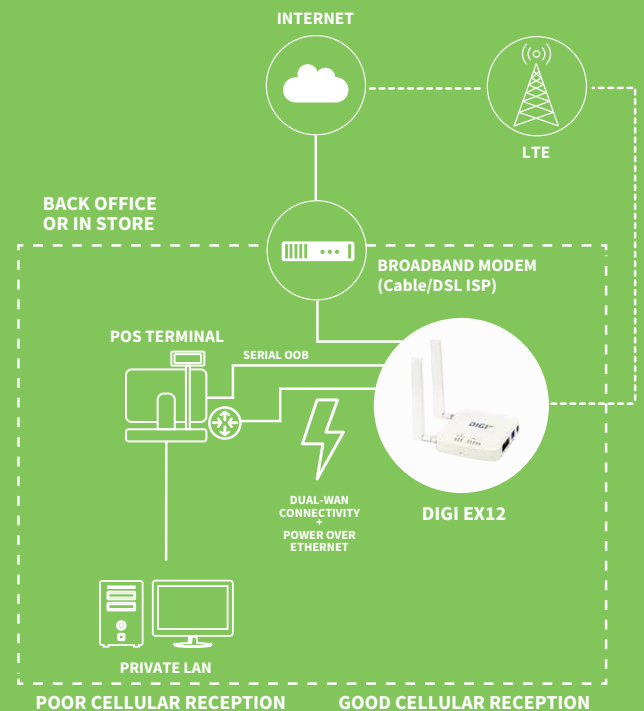 INTERNET
LTE
BACK OFFICE
OR IN STORE
BROADBAND MODEM
(Cable/DSL ISP)
POS TERMINAL
SERIAL OOB
DIGI
DUAL-WAN
CONNECTIVITY
+
POWER OVER
ETHERNET
DIGI EX12
PRIVATE LAN
POOR CELLULAR RECEPTION
GOOD CELLULAR RECEPTION